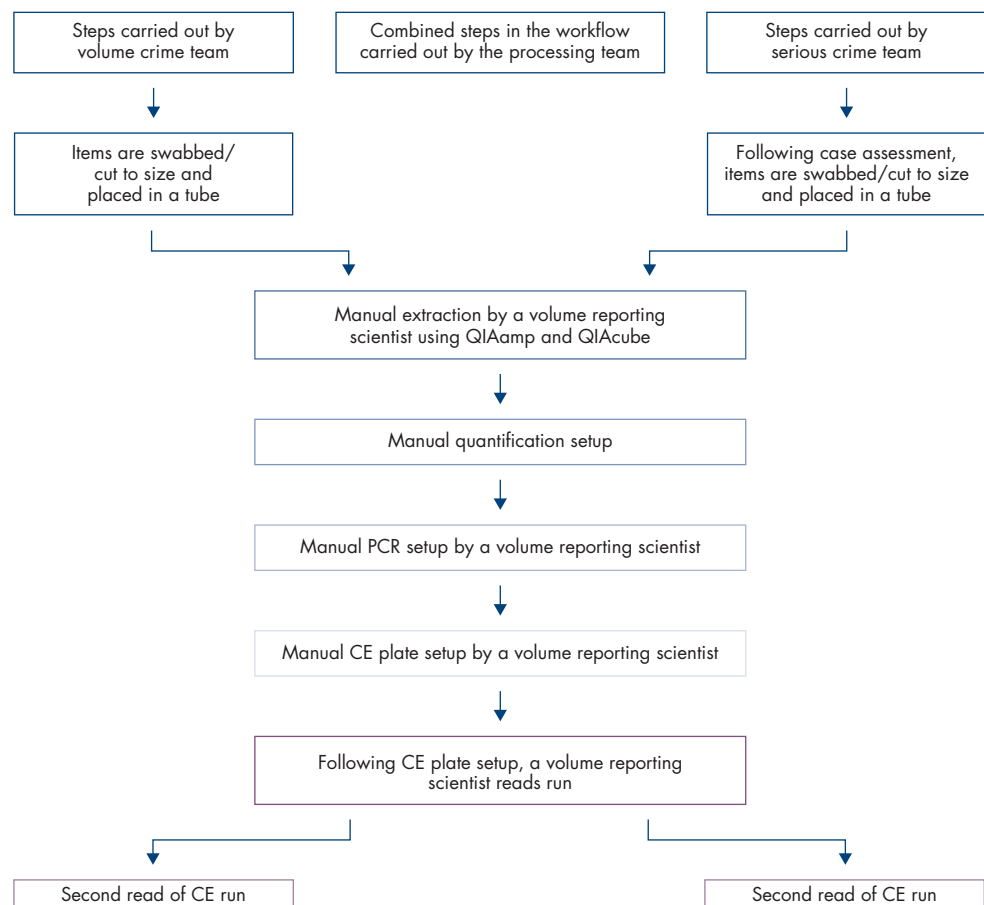 Steps carried out by
volume crime team
Combined steps in the workflow
carried out by the processing team
Steps carried out by
serious crime team
Items are swabbed/
cut to size and
placed in a tube
Following case assessment,
items are swabbed/cut to size
and placed in a tube
Manual extraction by a volume reporting
scientist using QIAamp and QIAcube
Manual quantification setup
Manual PCR setup by a volume reporting scientist
Manual CE plate setup by a volume reporting scientist
Following CE plate setup, a volume reporting
scientist reads run
Second read of CE run
Second read of CE run